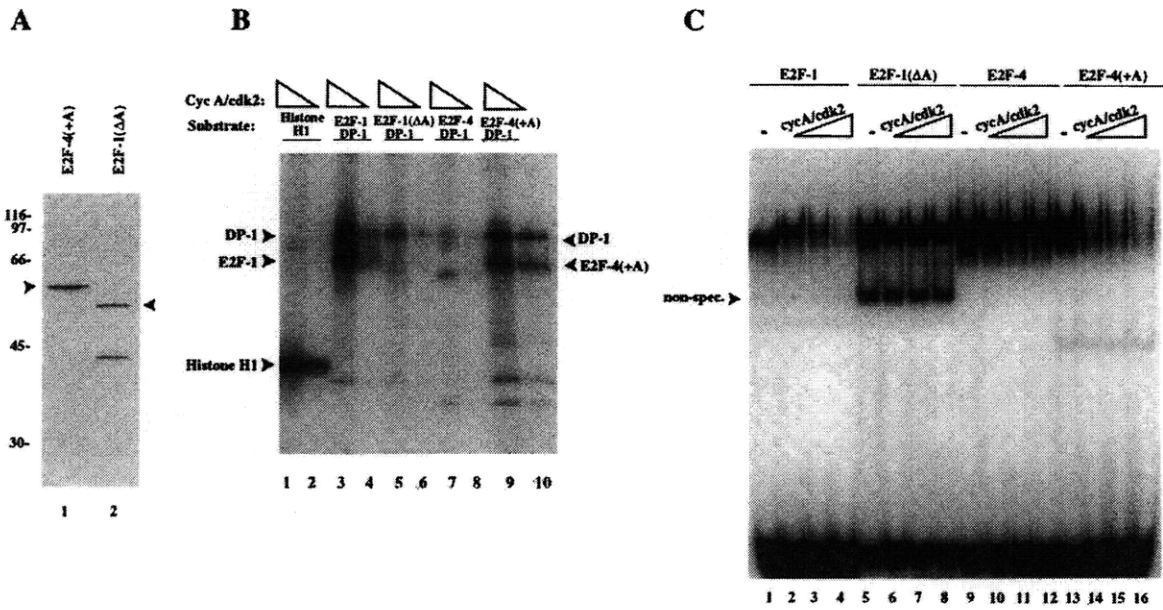 A
E2F-4(+A)
E2F-1(ΔA)
116-
97-
66-
45-
30-
1 2
B
Cyc A/cdk2:
Substrate:
Histone H1
E2F-1 DP-1
E2F-1(ΔA) DP-1
E2F-4 DP-1
E2F-4(+A) DP-1
DP-1
E2F-1
Histone H1
DP-1
E2F-4(+A)
1 2 3 4 5 6 7 8 9 10
C
E2F-1 E2F-1(ΔA) E2F-4 E2F-4(+A)
- cycA/cdk2 - cycA/cdk2 - cycA/cdk2 - cycA/cdk2
non-spec.
1 2 3 4 5 6 7 8 9 10 11 12 13 14 15 16